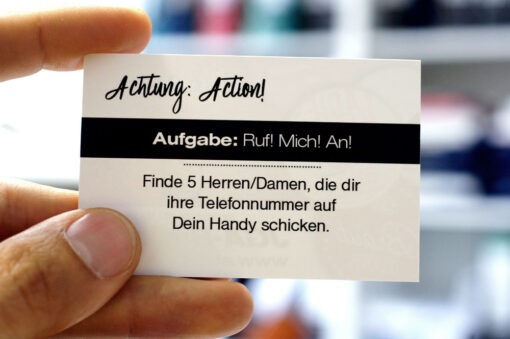 Achtung: Action!
Aufgabe: Ruf! Mich! An!
Finde 5 Herren/Damen, die dir
ihre Telefonnummer auf
Dein Handy schicken.